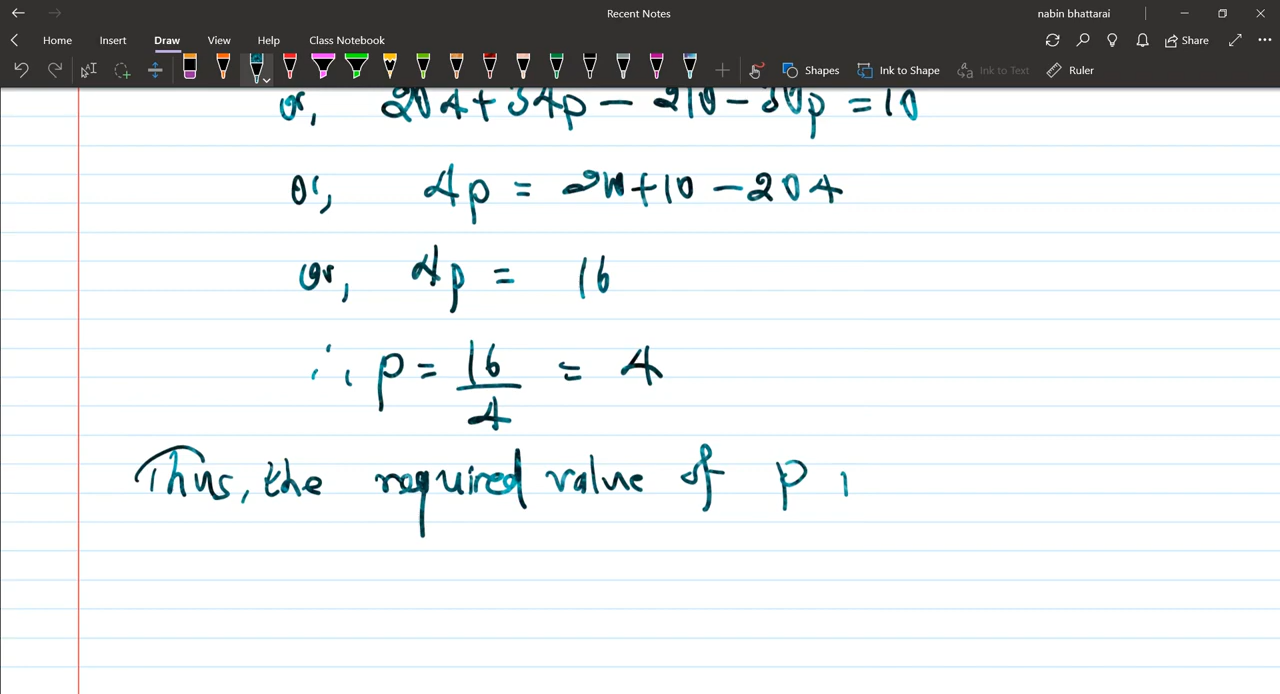 Recent Notes
nabin bhattarai
Home Insert Draw View Help Class Notebook
Share
Shapes Ink to Shape Ink to Text Ruler
or, 204+34p - 210-30p = 10
or, 4p = 210+10-204
or, 4p = 16
∴ p = 16/4 = 4
Thus, the required value of p i